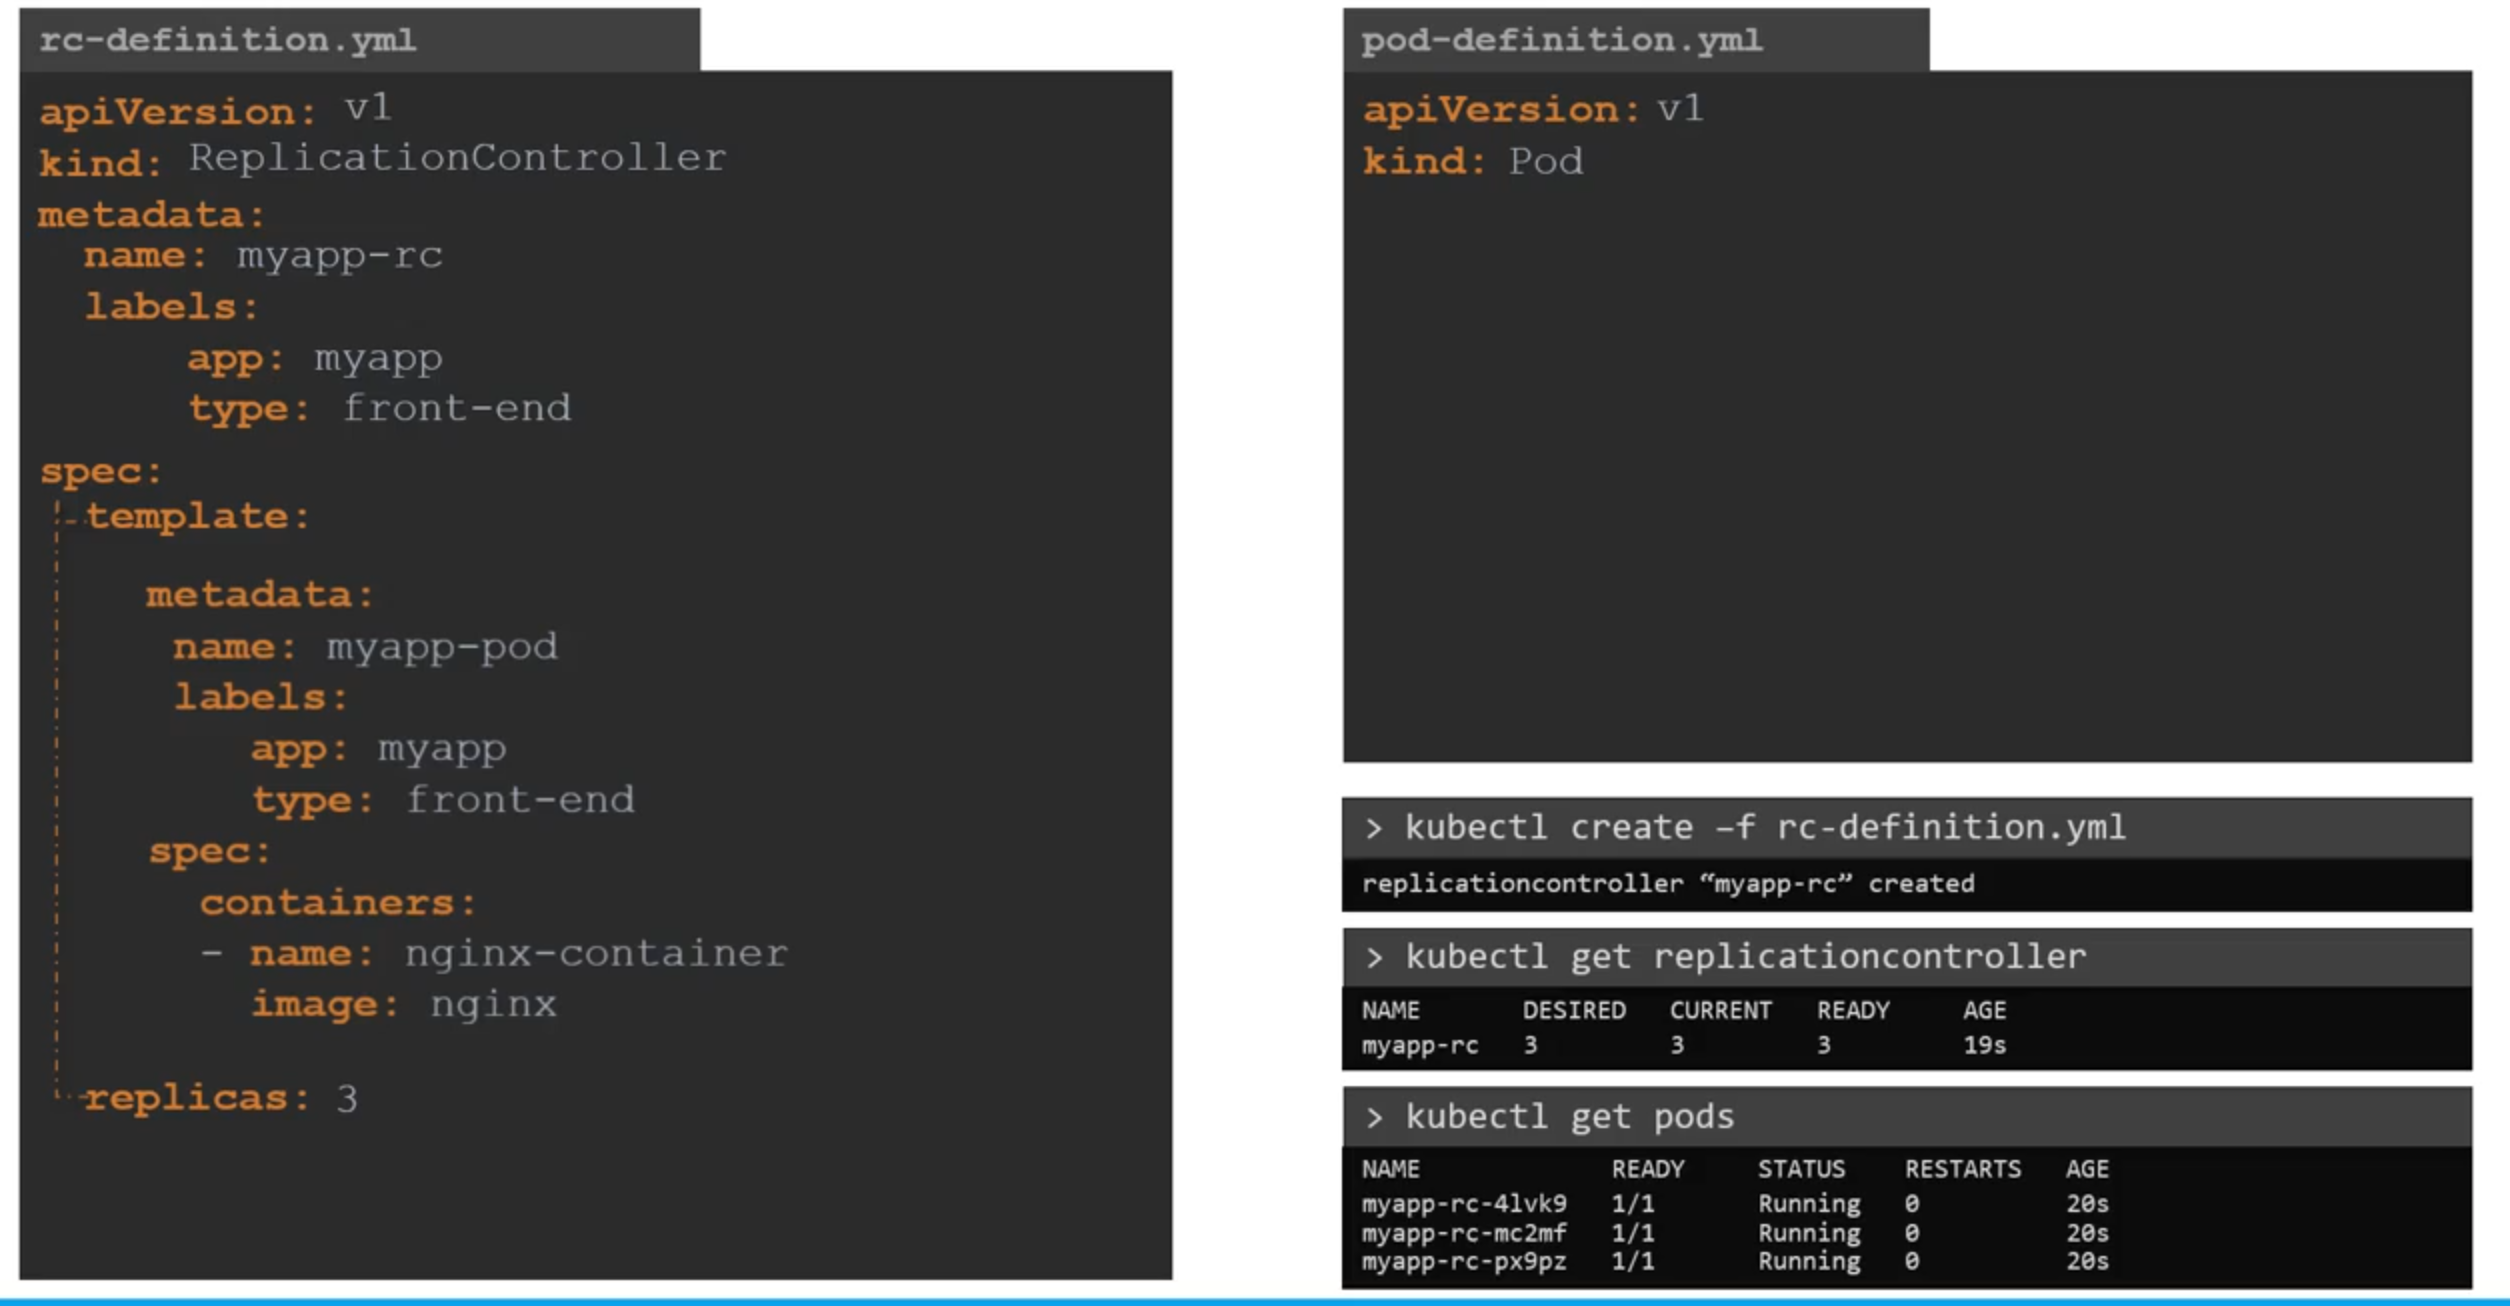 rc-definition.yml
apiVersion: v1
kind: ReplicationController
metadata:
  name: myapp-rc
  labels:
      app: myapp
      type: front-end
spec:
  template:
    metadata:
     name: myapp-pod
     labels:
        app: myapp
        type: front-end
    spec:
      containers:
      - name: nginx-container
        image: nginx
  replicas: 3
pod-definition.yml
apiVersion: v1
kind: Pod
> kubectl create –f rc-definition.yml
replicationcontroller “myapp-rc” created
> kubectl get replicationcontroller
NAME DESIRED CURRENT READY AGE
myapp-rc 3 3 3 19s
> kubectl get pods
NAME READY STATUS RESTARTS AGE
myapp-rc-4lvk9 1/1 Running 0 20s
myapp-rc-mc2mf 1/1 Running 0 20s
myapp-rc-px9pz 1/1 Running 0 20s